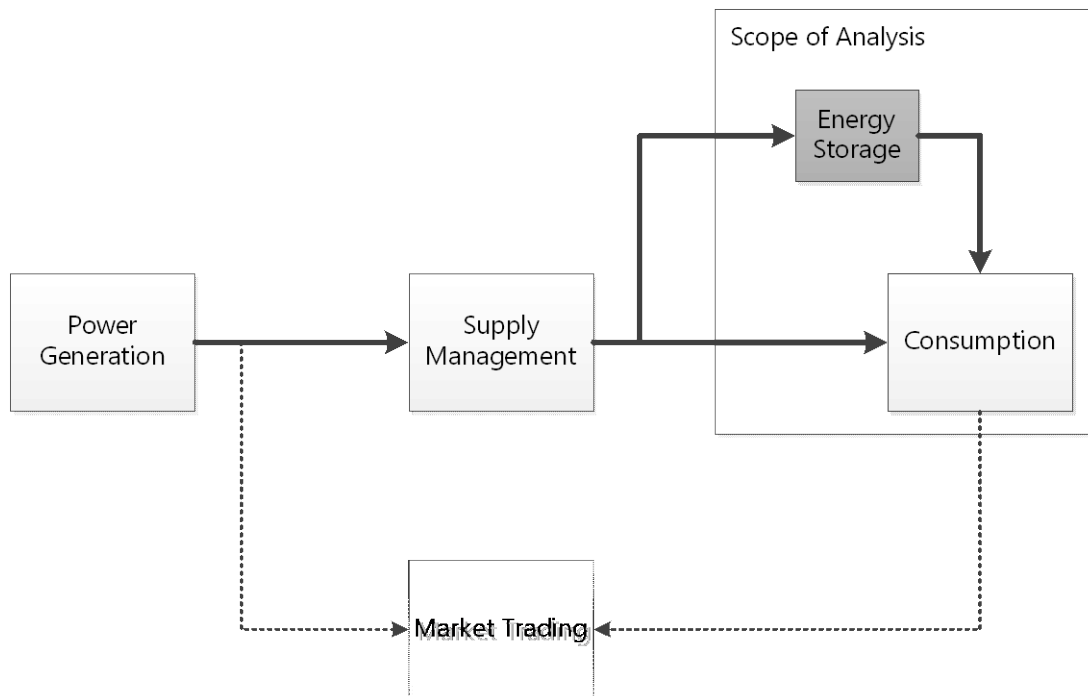 Scope of Analysis
Energy
Storage
Power
Generation
Supply
Management
Consumption
Market Trading